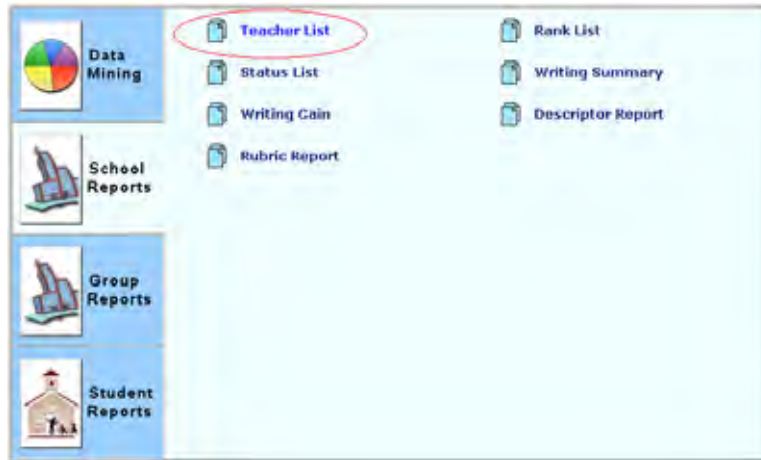 Data
Mining
School
Reports
Group
Reports
Student
Reports
Teacher List
Rank List
Status List
Writing Summary
Writing Gain
Descriptor Report
Rubric Report